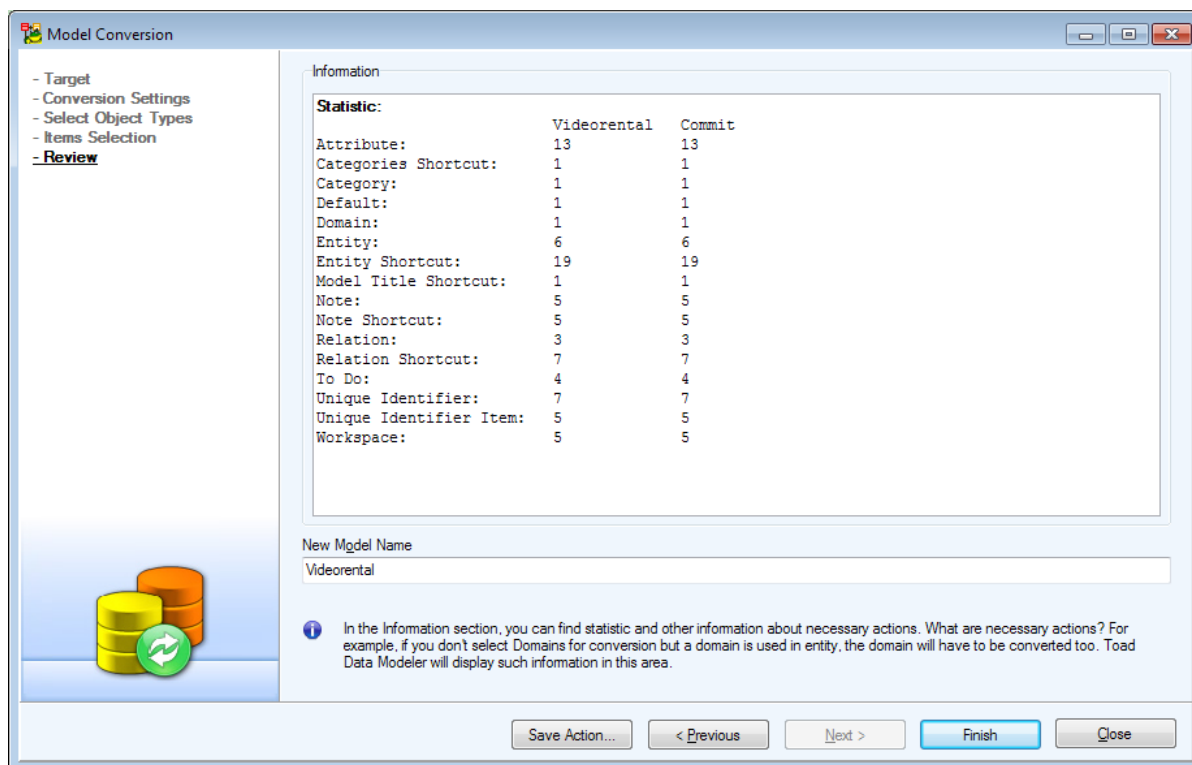 Model Conversion
- Target
- Conversion Settings
- Select Object Types
- Items Selection
- Review
Information
Statistic:
Videorental Commit
Attribute: 13 13
Categories Shortcut: 1 1
Category: 1 1
Default: 1 1
Domain: 1 1
Entity: 6 6
Entity Shortcut: 19 19
Model Title Shortcut: 1 1
Note: 5 5
Note Shortcut: 5 5
Relation: 3 3
Relation Shortcut: 7 7
To Do: 4 4
Unique Identifier: 7 7
Unique Identifier Item: 5 5
Workspace: 5 5
New Model Name
Videorental
In the Information section, you can find statistic and other information about necessary actions. What are necessary actions? For
example, if you don't select Domains for conversion but a domain is used in entity, the domain will have to be converted too. Toad
Data Modeler will display such information in this area.
Save Action... < Previous Next > Finish Close